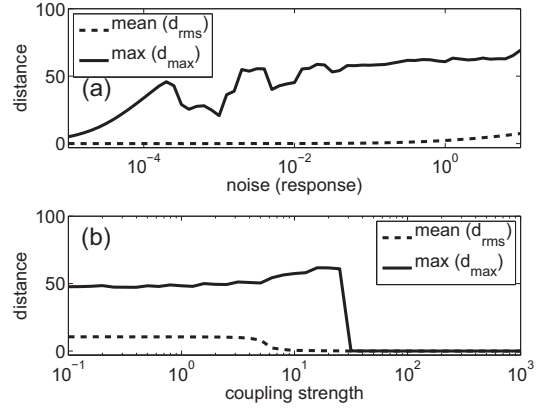 100
mean (d_rms)
max (d_max)
50
(a)
0
distance
10^-4
10^-2
10^0
noise (response)
100
(b)
mean (d_rms)
max (d_max)
50
0
distance
10^-1
10^0
10^1
10^2
10^3
coupling strength